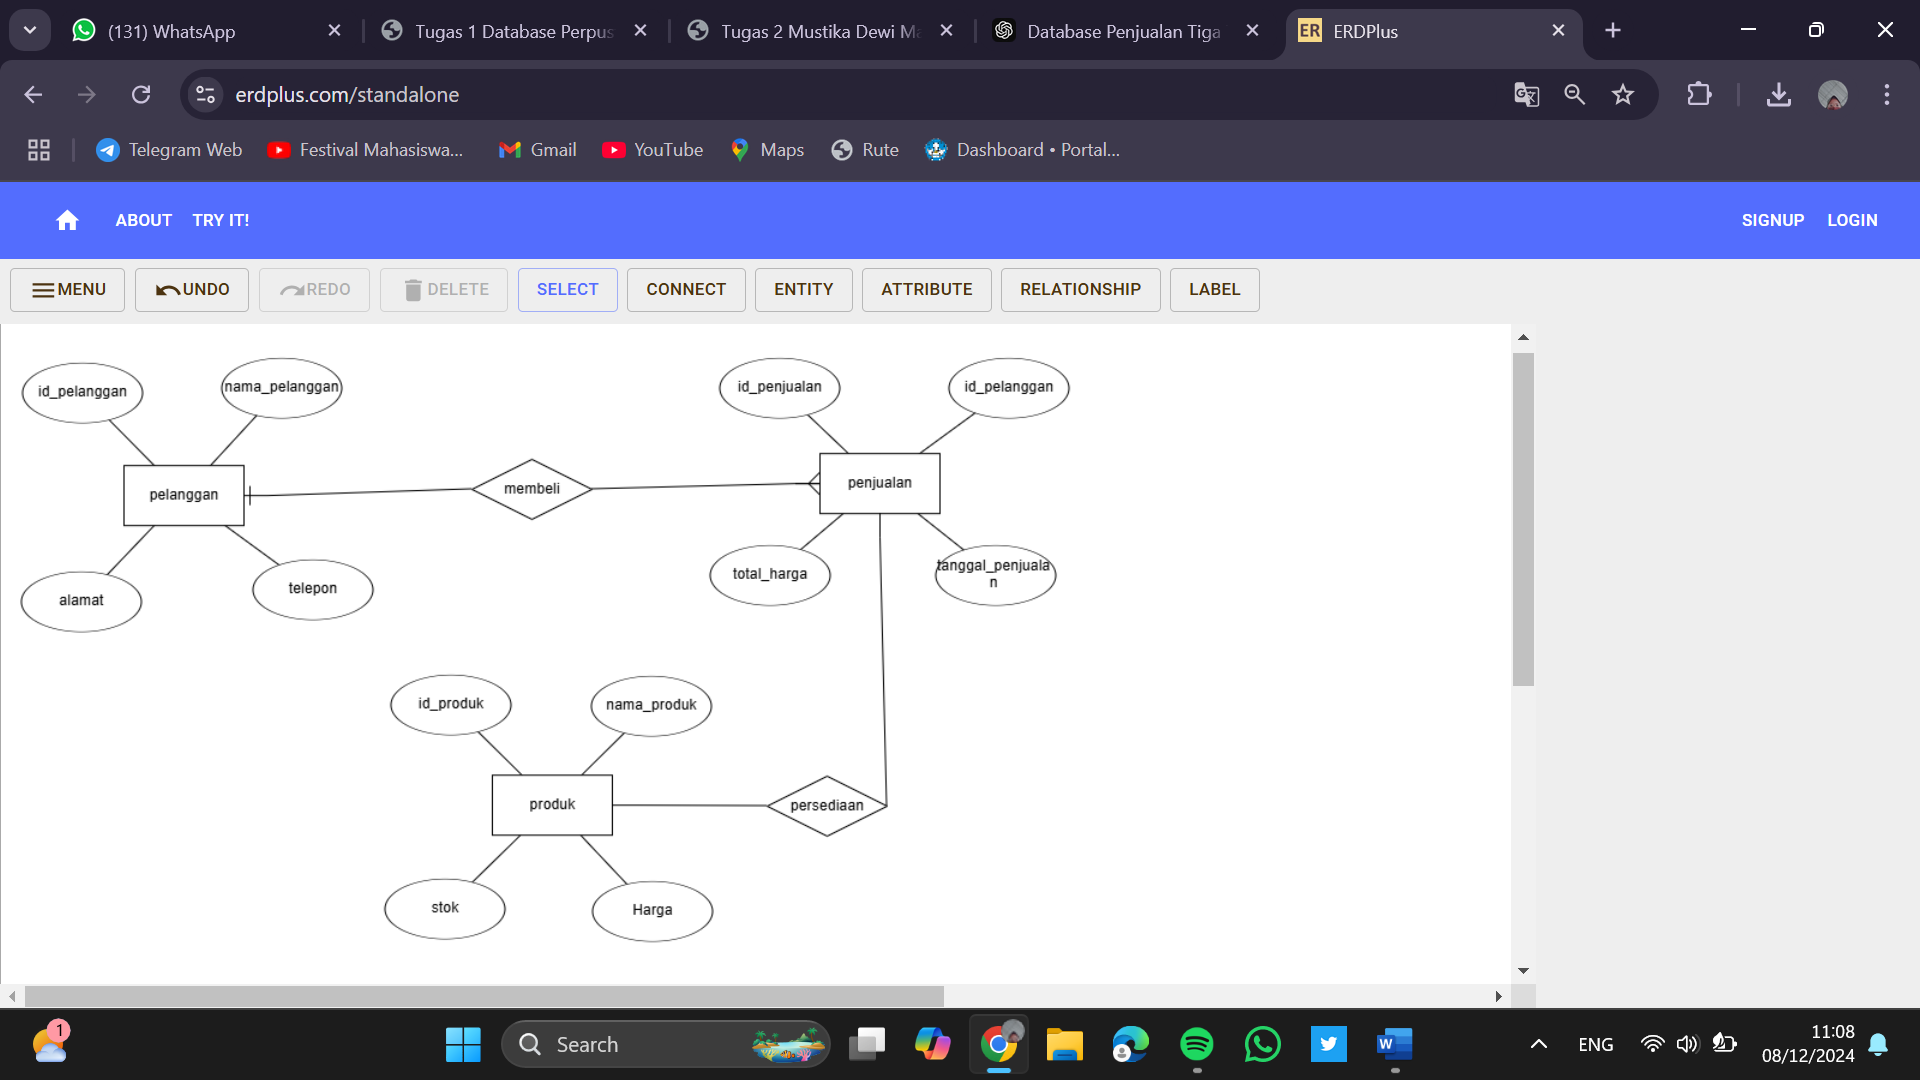 (131) WhatsApp
Tugas 1 Database Perpus
Tugas 2 Mustika Dewi Ma
Database Penjualan Tiga
ER ERDPlus
erdplus.com/standalone
Telegram Web
Festival Mahasiswa...
Gmail
YouTube
Maps
Rute
Dashboard • Portal...
ABOUT
TRY IT!
SIGNUP
LOGIN
MENU
UNDO
REDO
DELETE
SELECT
CONNECT
ENTITY
ATTRIBUTE
RELATIONSHIP
LABEL
id_pelanggan
nama_pelanggan
id_penjualan
id_pelanggan
pelanggan
membeli
penjualan
alamat
telepon
total_harga
tanggal_penjuala
n
id_produk
nama_produk
produk
persediaan
stok
Harga
1
Search
W
ENG
11:08
08/12/2024